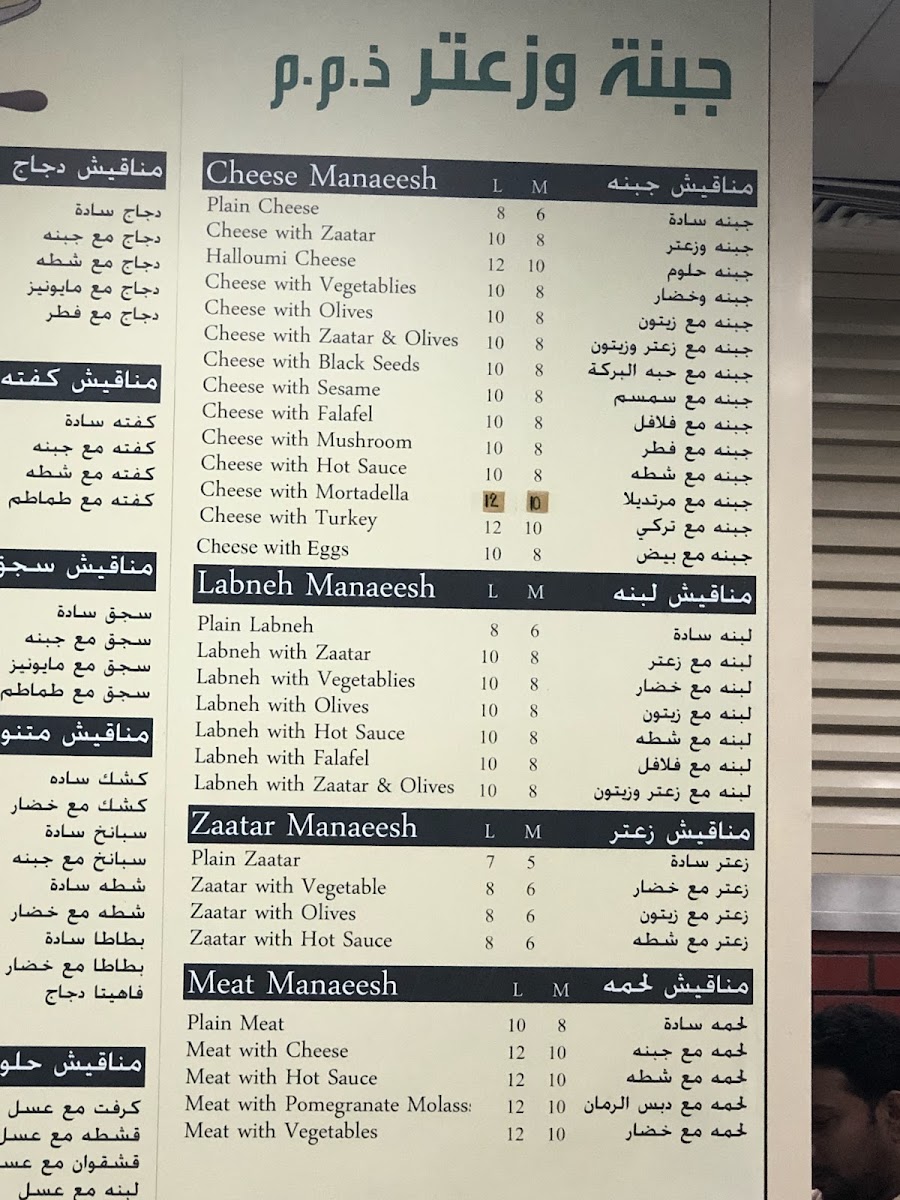 جبنة وزعتر ذ.م.م
Cheese Manaeesh L M مناقيش جبنه
Plain Cheese 8 6 جبنه سادة
Cheese with Zaatar 10 8 جبنه وزعتر
Halloumi Cheese 12 10 جبنه حلوم
Cheese with Vegetablies 10 8 جبنه وخضار
Cheese with Olives 10 8 جبنه مع زيتون
Cheese with Zaatar & Olives 10 8 جبنه مع زعتر وزيتون
Cheese with Black Seeds 10 8 جبنه مع حبه البركة
Cheese with Sesame 10 8 جبنه مع سمسم
Cheese with Falafel 10 8 جبنه مع فلافل
Cheese with Mushroom 10 8 جبنه مع فطر
Cheese with Hot Sauce 10 8 جبنه مع شطه
Cheese with Mortadella 12 10 جبنه مع مرتديلا
Cheese with Turkey 12 10 جبنه مع تركي
Cheese with Eggs 10 8 جبنه مع بيض
Labneh Manaeesh L M مناقيش لبنه
Plain Labneh 8 6 لبنه سادة
Labneh with Zaatar 10 8 لبنه مع زعتر
Labneh with Vegetablies 10 8 لبنه مع خضار
Labneh with Olives 10 8 لبنه مع زيتون
Labneh with Hot Sauce 10 8 لبنه مع شطه
Labneh with Falafel 10 8 لبنه مع فلافل
Labneh with Zaatar & Olives 10 8 لبنه مع زعتر وزيتون
Zaatar Manaeesh L M مناقيش زعتر
Plain Zaatar 7 5 زعتر سادة
Zaatar with Vegetable 8 6 زعتر مع خضار
Zaatar with Olives 8 6 زعتر مع زيتون
Zaatar with Hot Sauce 8 6 زعتر مع شطه
Meat Manaeesh L M مناقيش لحمه
Plain Meat 10 8 لحمه سادة
Meat with Cheese 12 10 لحمه مع جبنه
Meat with Hot Sauce 12 10 لحمه مع شطه
Meat with Pomegranate Molass 12 10 لحمه مع دبس الرمان
Meat with Vegetables 12 10 لحمه مع خضار
مناقيش دجاج
دجاج سادة
دجاج مع جبنه
دجاج مع شطه
دجاج مع مايونيز
دجاج مع فطر
مناقيش كفته
كفته سادة
كفته مع جبنه
كفته مع شطه
كفته مع طماطم
مناقيش سجق
سجق سادة
سجق مع جبنه
سجق مع مايونيز
سجق مع طماطم
مناقيش
كشك ساده
كشك مع خضار
سبانخ سادة
سبانخ مع جبنه
شطه سادة
شطه مع خضار
بطاطا سادة
بطاطا مع خضار
فاهيتا دجاج
مناقيش
كرفت مع عسل
قشطه مع عسل
قشقوان مع
لبنه مع عسل